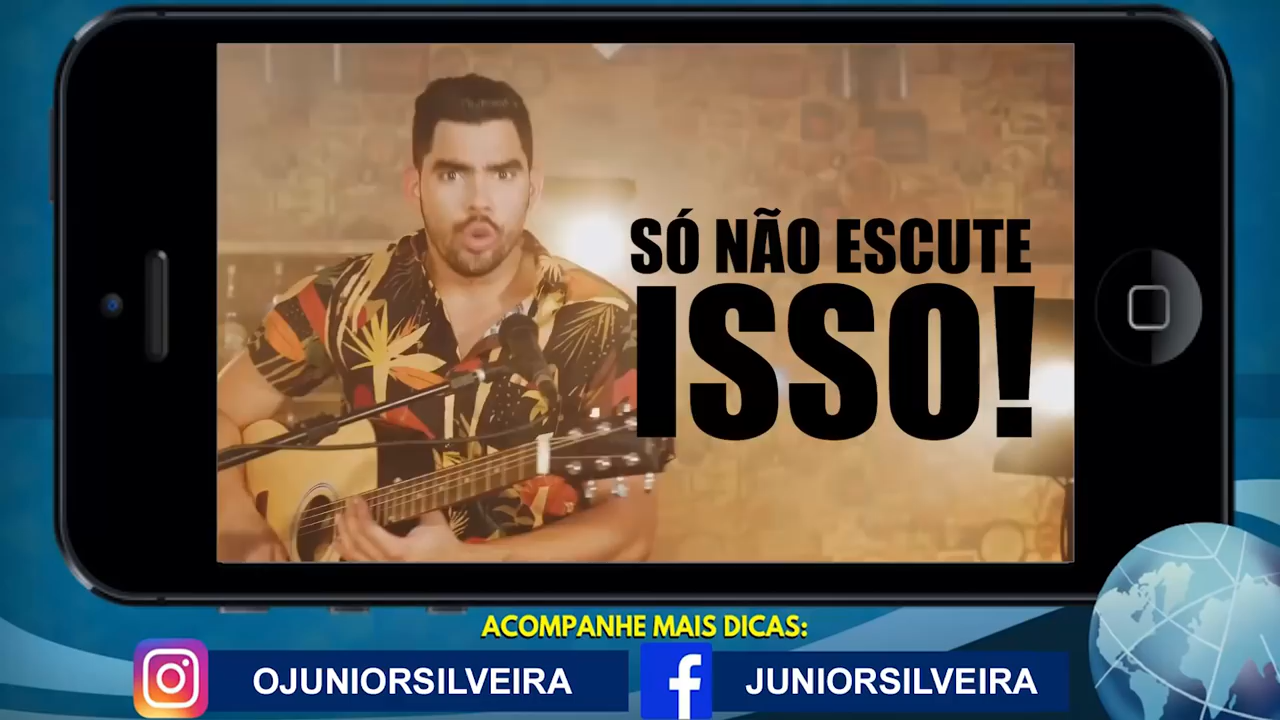 SÓ NÃO ESCUTE
ISSO!
ACOMPANHE MAIS DICAS:
OJUNIORSILVEIRA
JUNIORSILVEIRA